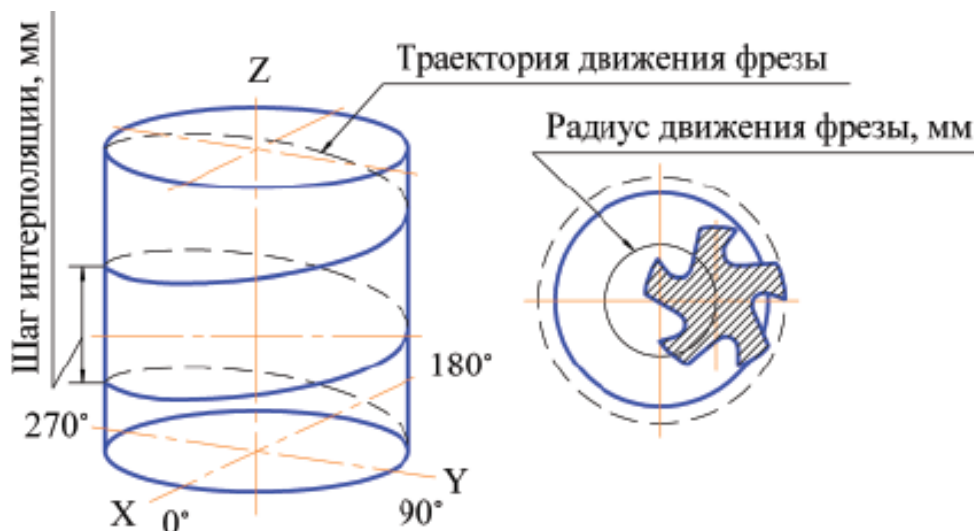 Шаг интерполяции, мм
Z
Траектория движения фрезы
Радиус движения фрезы, мм
180°
270°
Y
X
0°
90°